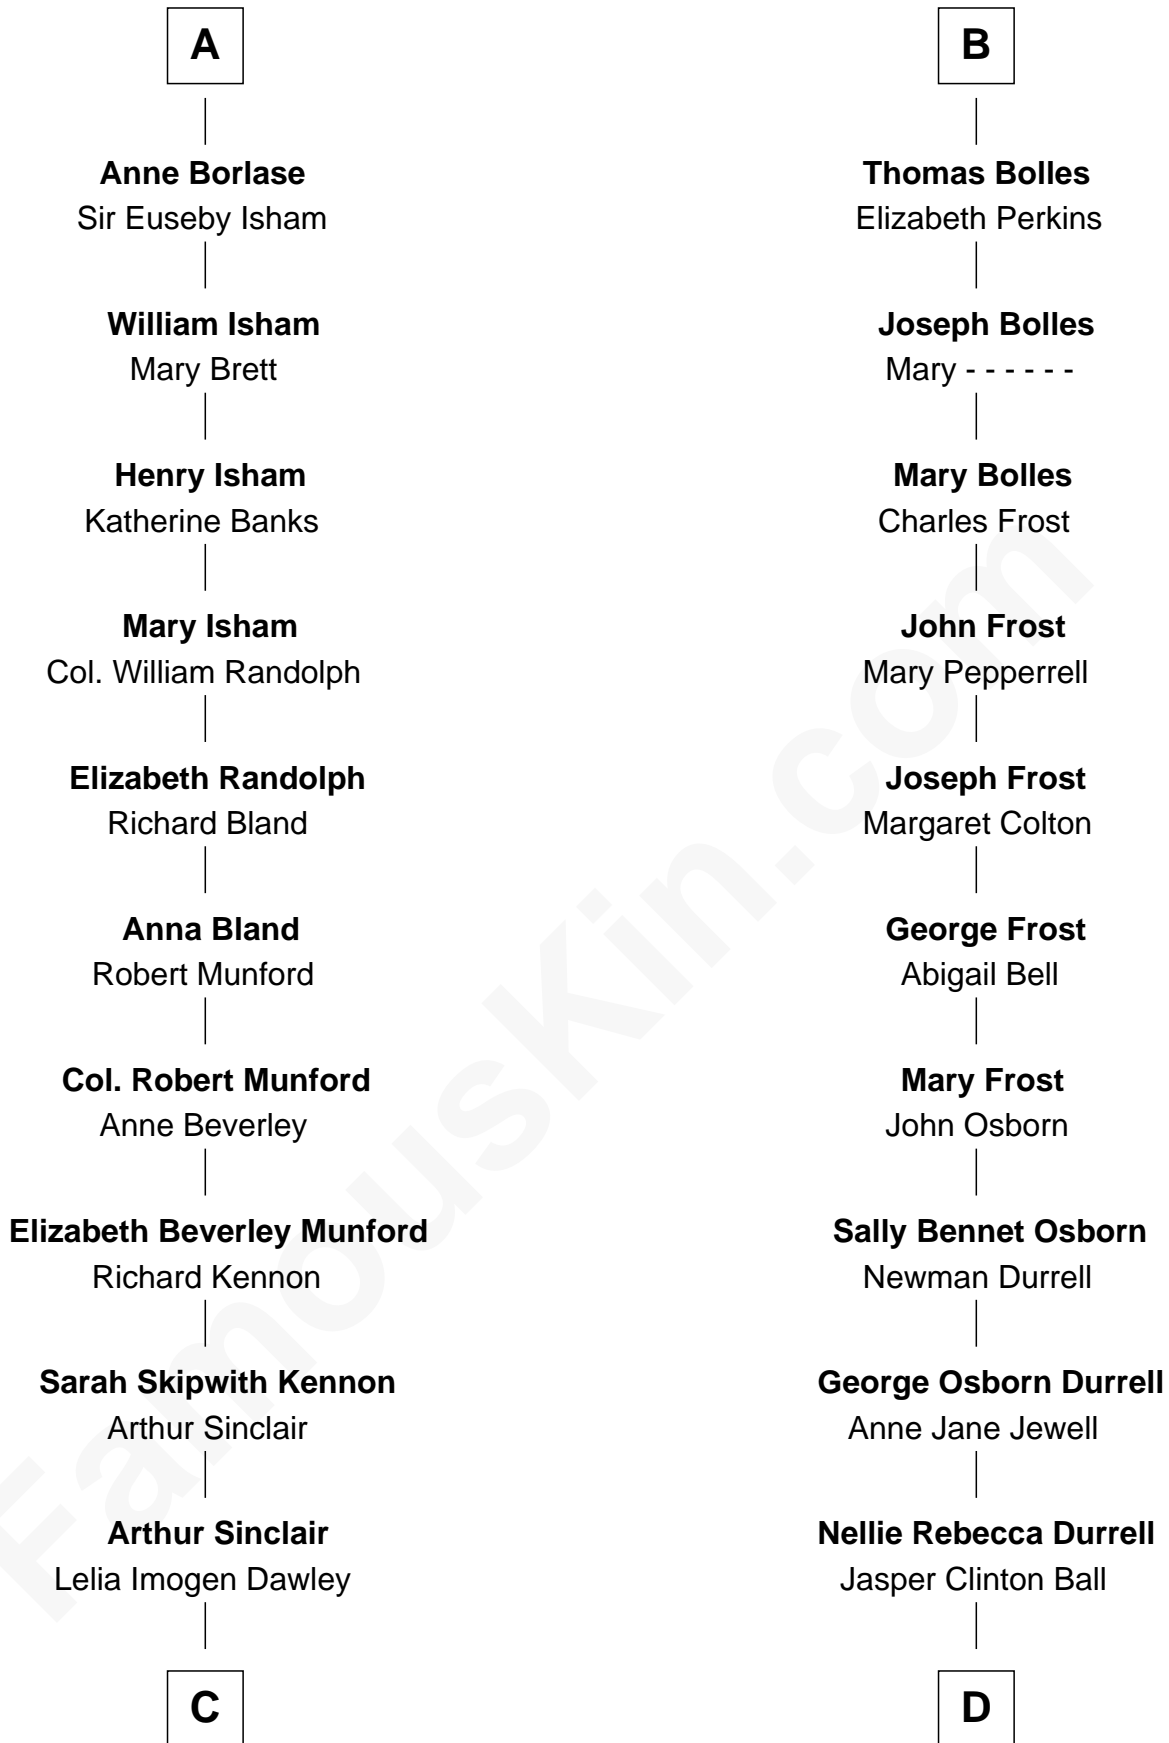 A
Anne Borlase
Sir Euseby Isham
William Isham
Mary Brett
Henry Isham
Katherine Banks
Mary Isham
Col. William Randolph
Elizabeth Randolph
Richard Bland
Anna Bland
Robert Munford
Col. Robert Munford
Anne Beverley
Elizabeth Beverley Munford
Richard Kennon
Sarah Skipwith Kennon
Arthur Sinclair
Arthur Sinclair
Lelia Imogen Dawley
C
B
Thomas Bolles
Elizabeth Perkins
Joseph Bolles
Mary - - - - - -
Mary Bolles
Charles Frost
John Frost
Mary Pepperrell
Joseph Frost
Margaret Colton
George Frost
Abigail Bell
Mary Frost
John Osborn
Sally Bennet Osborn
Newman Durrell
George Osborn Durrell
Anne Jane Jewell
Nellie Rebecca Durrell
Jasper Clinton Ball
D
FamousKin.com